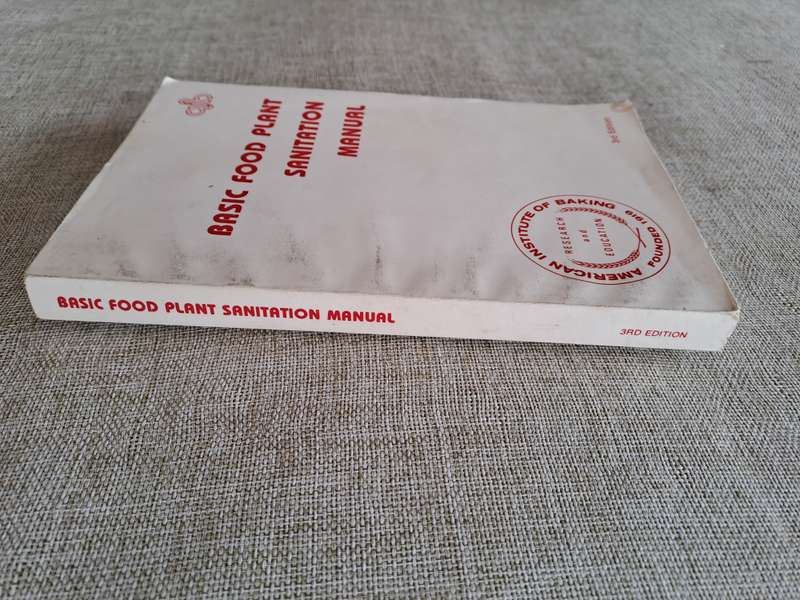 aib
BASIC FOOD PLANT
SANITATION
MANUAL
3rd Edition
AMERICAN INSTITUTE OF BAKING
FOUNDED 1919
RESEARCH
and
EDUCATION
BASIC FOOD PLANT SANITATION MANUAL
3RD EDITION